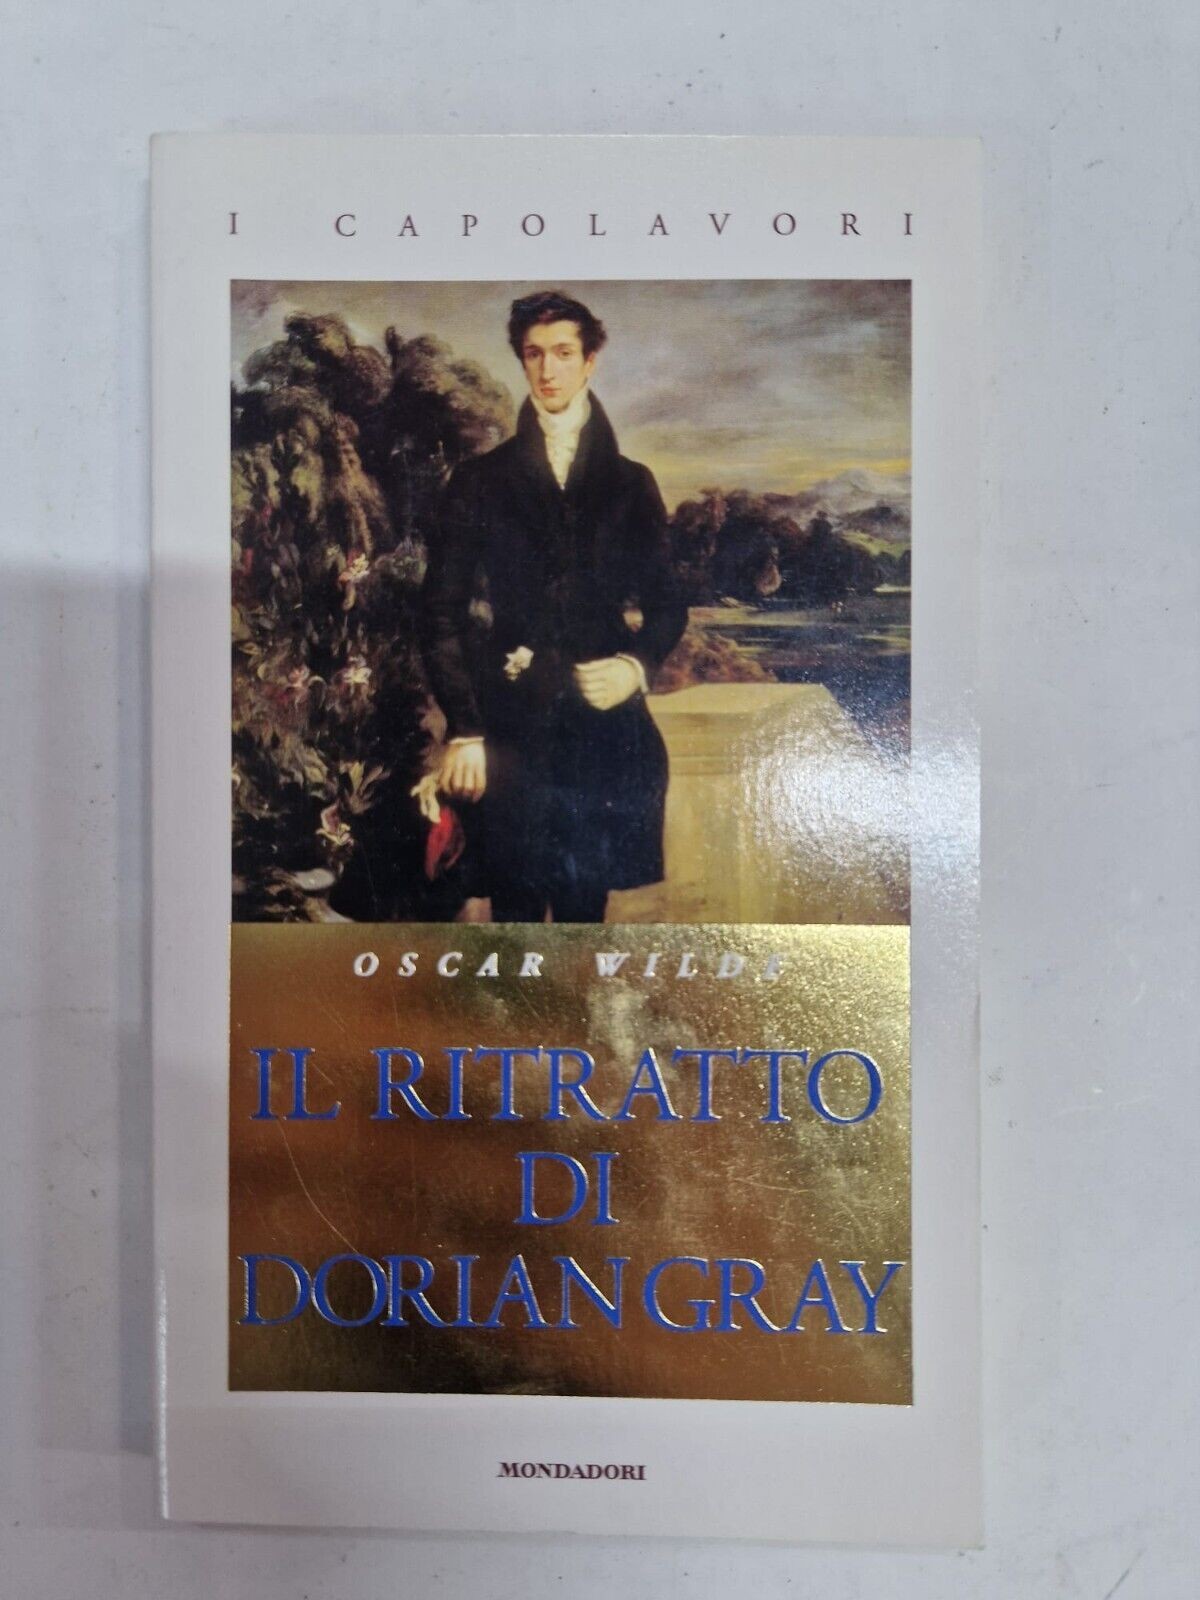 I CAPOLAVORI
OSCAR WILDE
IL RITRATTO
DI
DORIAN GRAY
MONDADORI